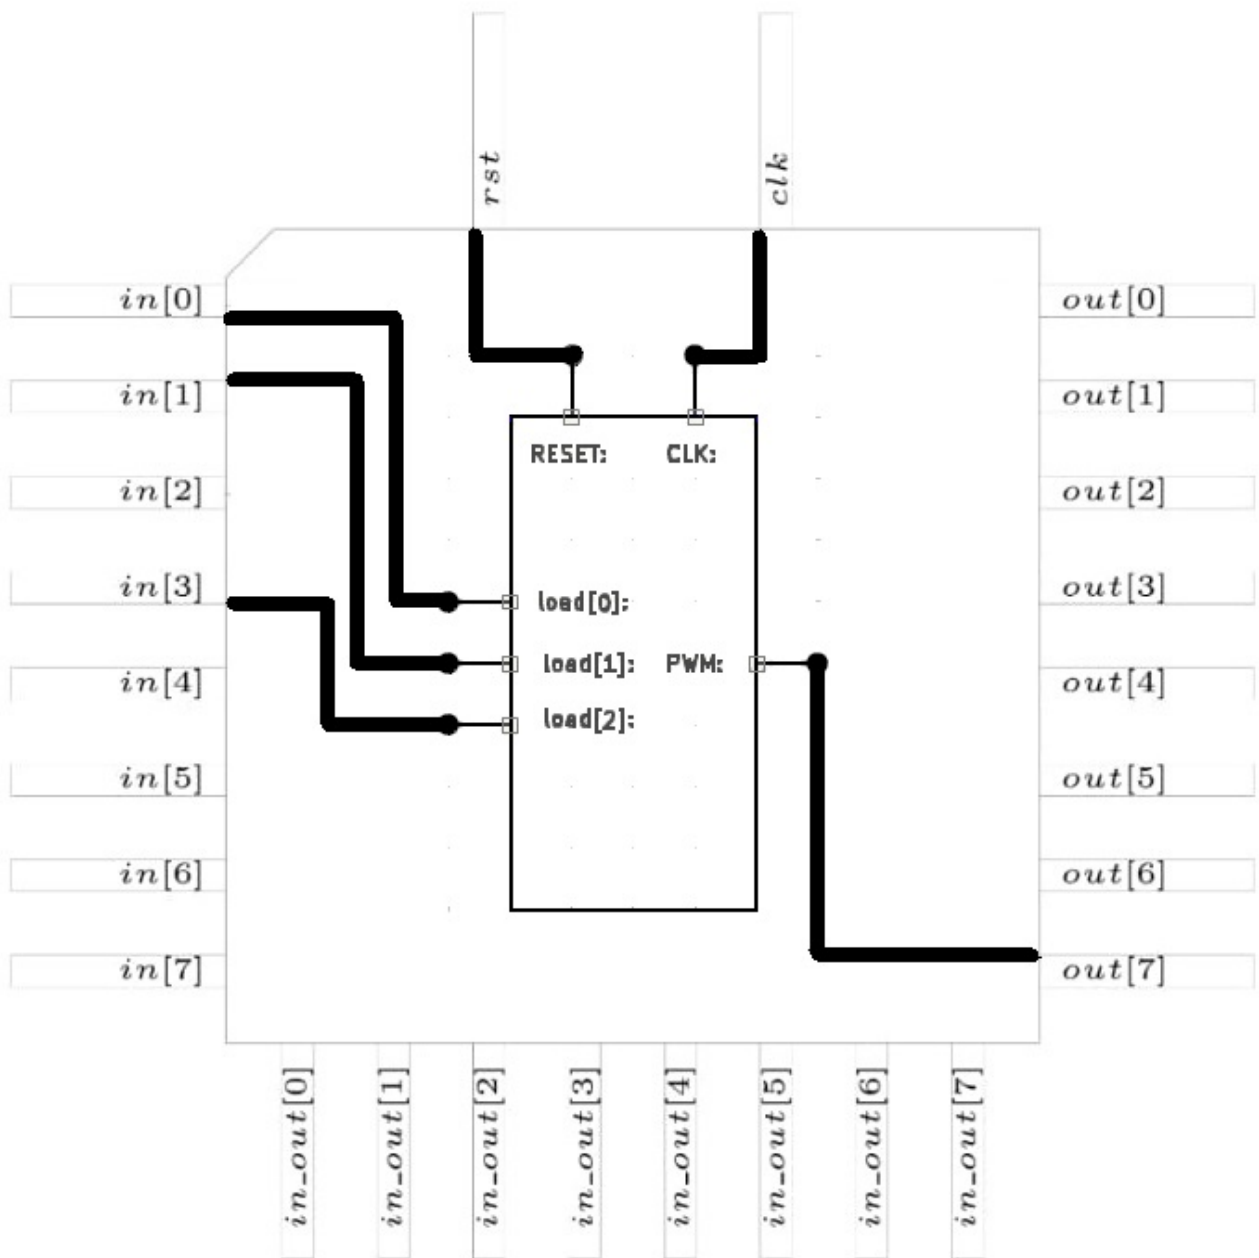 rst
clk
in[0]
out[0]
in[1]
out[1]
RESET:
CLK:
in[2]
out[2]
in[3]
load[0]:
out[3]
in[4]
load[1]:
PWM:
out[4]
load[2]:
in[5]
out[5]
in[6]
out[6]
in[7]
out[7]
in_out[0]
in_out[1]
in_out[2]
in_out[3]
in_out[4]
in_out[5]
in_out[6]
in_out[7]